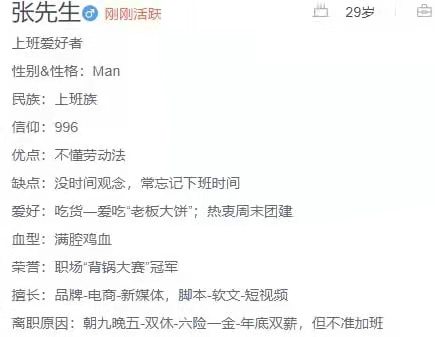 张先生 刚刚活跃 29岁
上班爱好者
性别&性格：Man
民族：上班族
信仰：996
优点：不懂劳动法
缺点：没时间观念，常忘记下班时间
爱好：吃货—爱吃“老板大饼”；热衷周末团建
血型：满腔鸡血
荣誉：职场“背锅大赛”冠军
擅长：品牌-电商-新媒体，脚本-软文-短视频
离职原因：朝九晚五-双休-六险一金-年底双薪，但不准加班